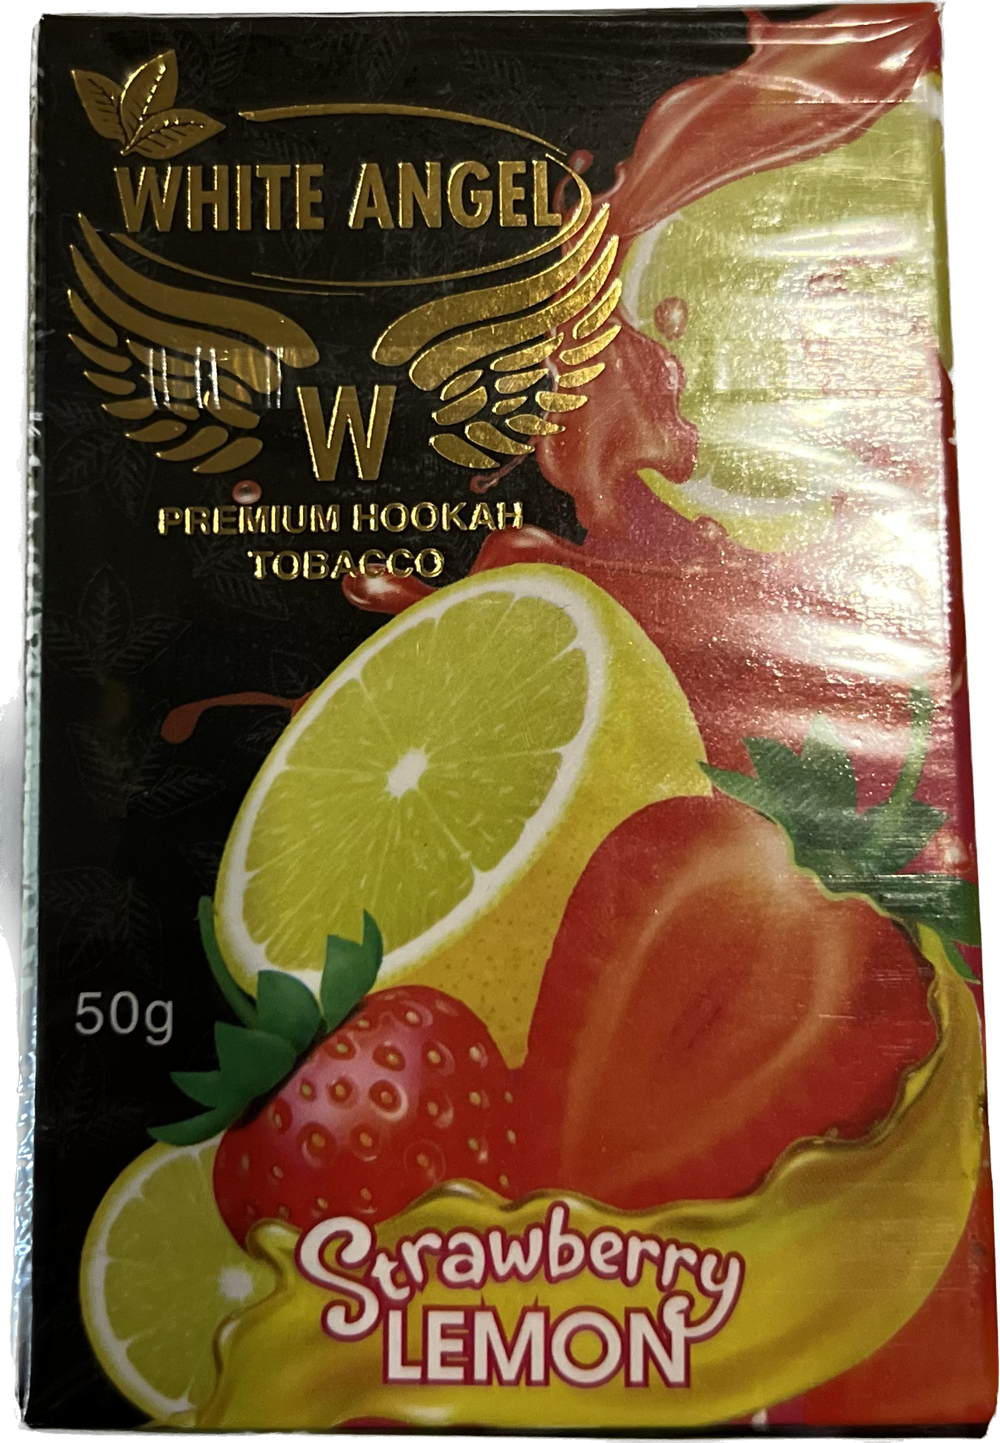 WHITE ANGEL
W
PREMIUM HOOKAH
TOBACCO
50g
Strawberry
LEMON